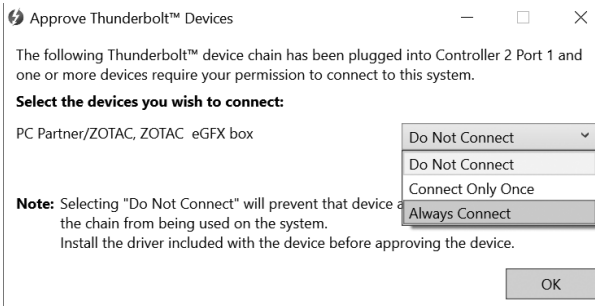 Approve Thunderbolt™ Devices
The following Thunderbolt™ device chain has been plugged into Controller 2 Port 1 and
one or more devices require your permission to connect to this system.
Select the devices you wish to connect:
PC Partner/ZOTAC, ZOTAC eGFX box
Do Not Connect
Do Not Connect
Connect Only Once
Always Connect
Note: Selecting "Do Not Connect" will prevent that device a
the chain from being used on the system.
Install the driver included with the device before approving the device.
OK